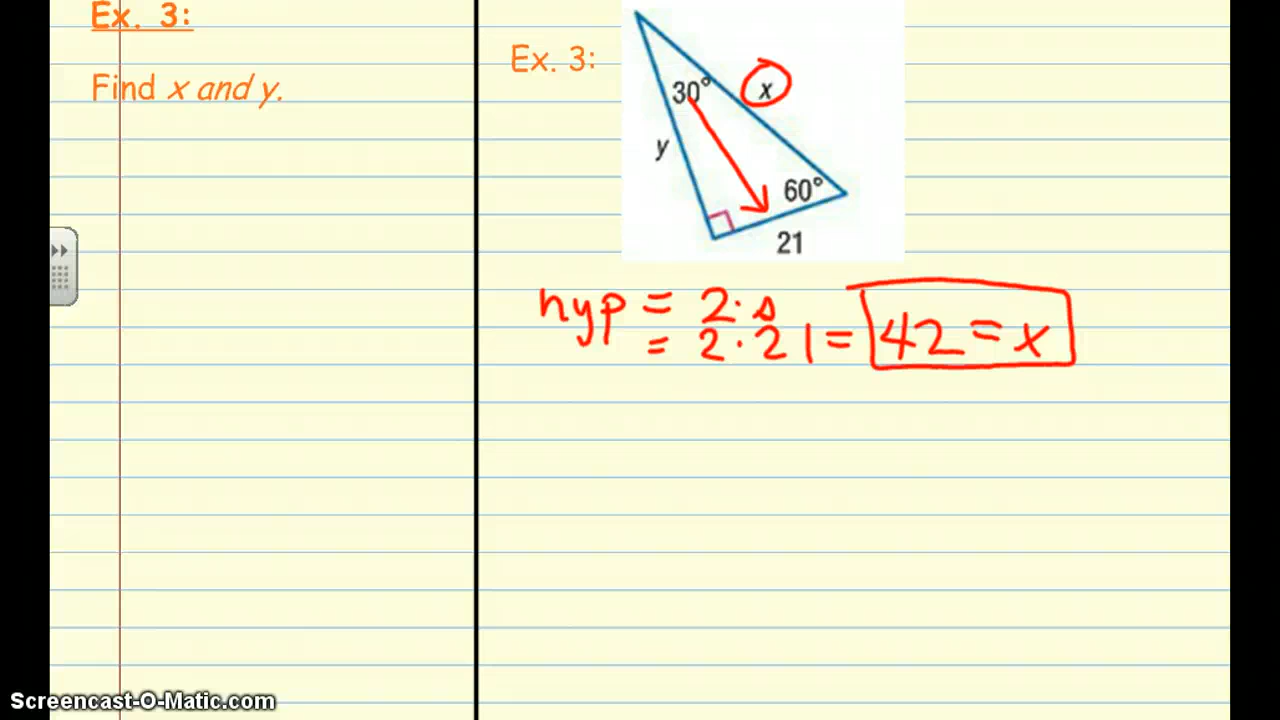 Ex. 3:
Find x and y.
Ex. 3:
30°
x
y
60°
21
hyp = 2·s
= 2·21 = 42 = x
Screencast-O-Matic.com